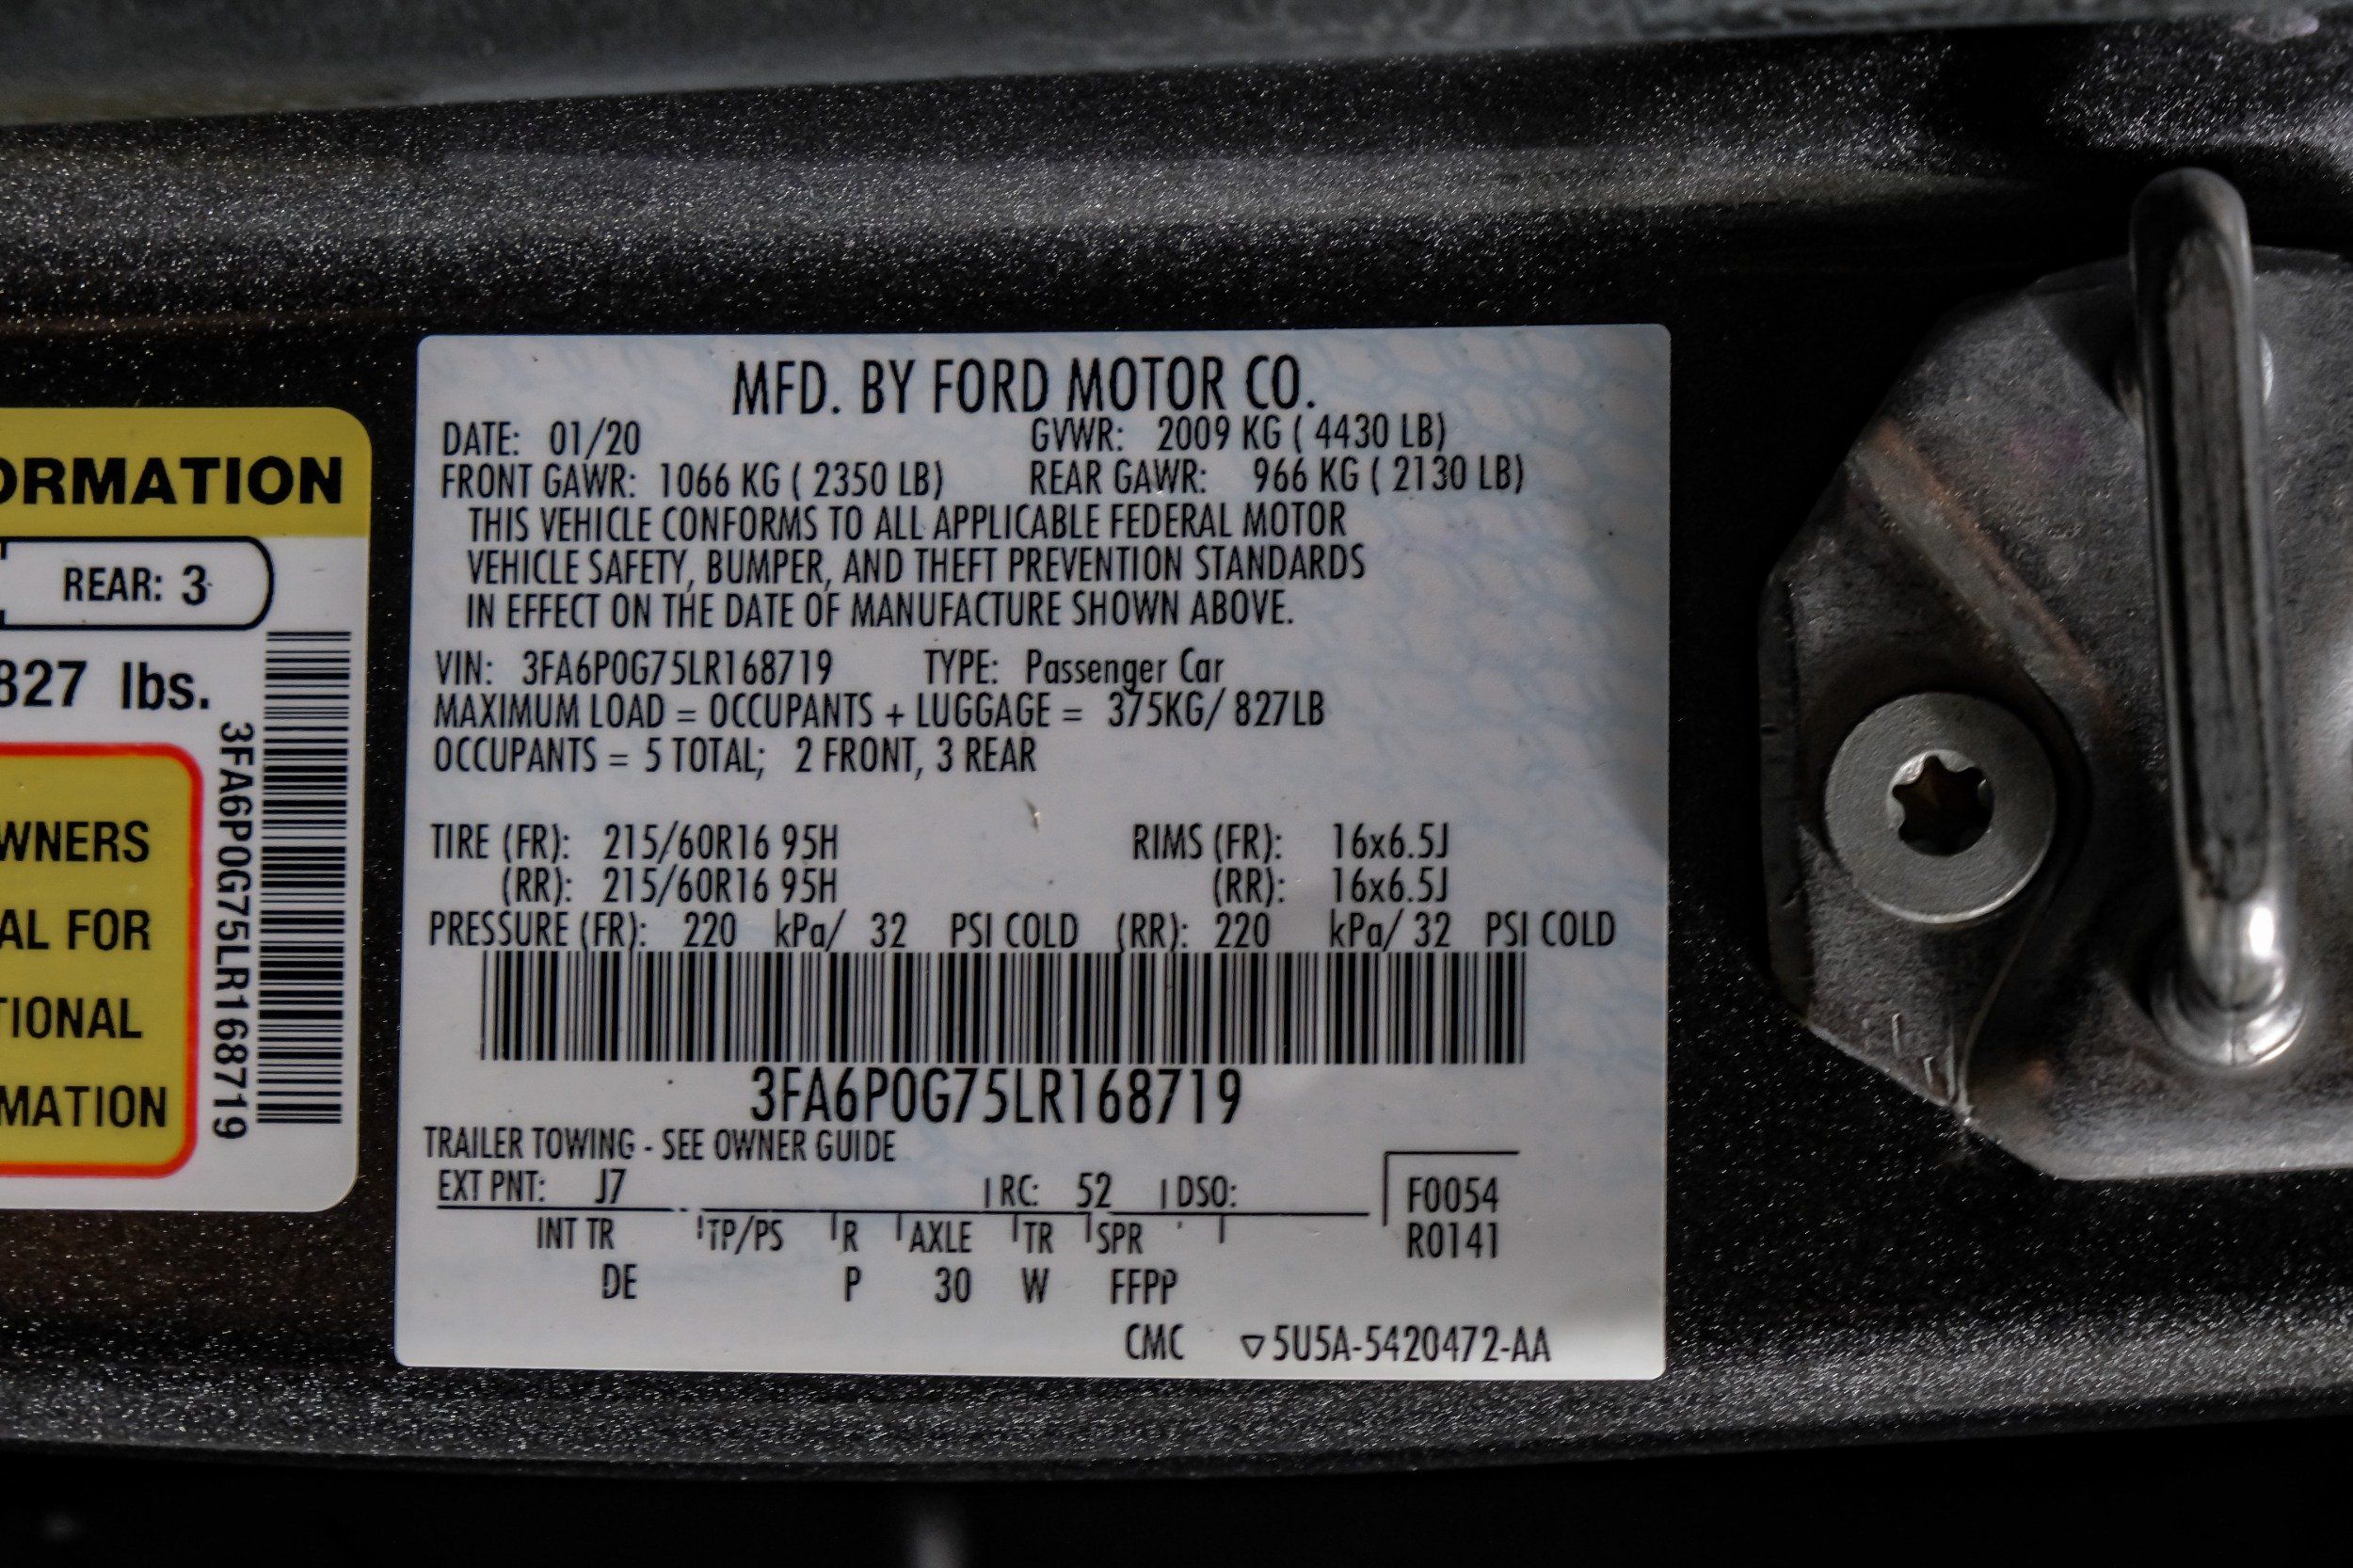 ORMATION
REAR: 3
827 lbs.
WNERS
AL FOR
TIONAL
MATION
3FA6P0G75LR168719
MFD. BY FORD MOTOR CO.
DATE: 01/20 GVWR: 2009 KG ( 4430 LB)
FRONT GAWR: 1066 KG ( 2350 LB) REAR GAWR: 966 KG ( 2130 LB)
THIS VEHICLE CONFORMS TO ALL APPLICABLE FEDERAL MOTOR
VEHICLE SAFETY, BUMPER, AND THEFT PREVENTION STANDARDS
IN EFFECT ON THE DATE OF MANUFACTURE SHOWN ABOVE.
VIN: 3FA6P0G75LR168719 TYPE: Passenger Car
MAXIMUM LOAD = OCCUPANTS + LUGGAGE = 375KG/ 827LB
OCCUPANTS = 5 TOTAL; 2 FRONT, 3 REAR
TIRE (FR): 215/60R16 95H RIMS (FR): 16x6.5J
(RR): 215/60R16 95H (RR): 16x6.5J
PRESSURE (FR): 220 kPa/ 32 PSI COLD (RR): 220 kPa/ 32 PSI COLD
3FA6P0G75LR168719
TRAILER TOWING - SEE OWNER GUIDE
EXT PNT: J7 RC: 52 DSO: F0054
INT TR TP/PS R AXLE TR SPR R0141
DE P 30 W FFPP
CMC ▽5U5A-5420472-AA